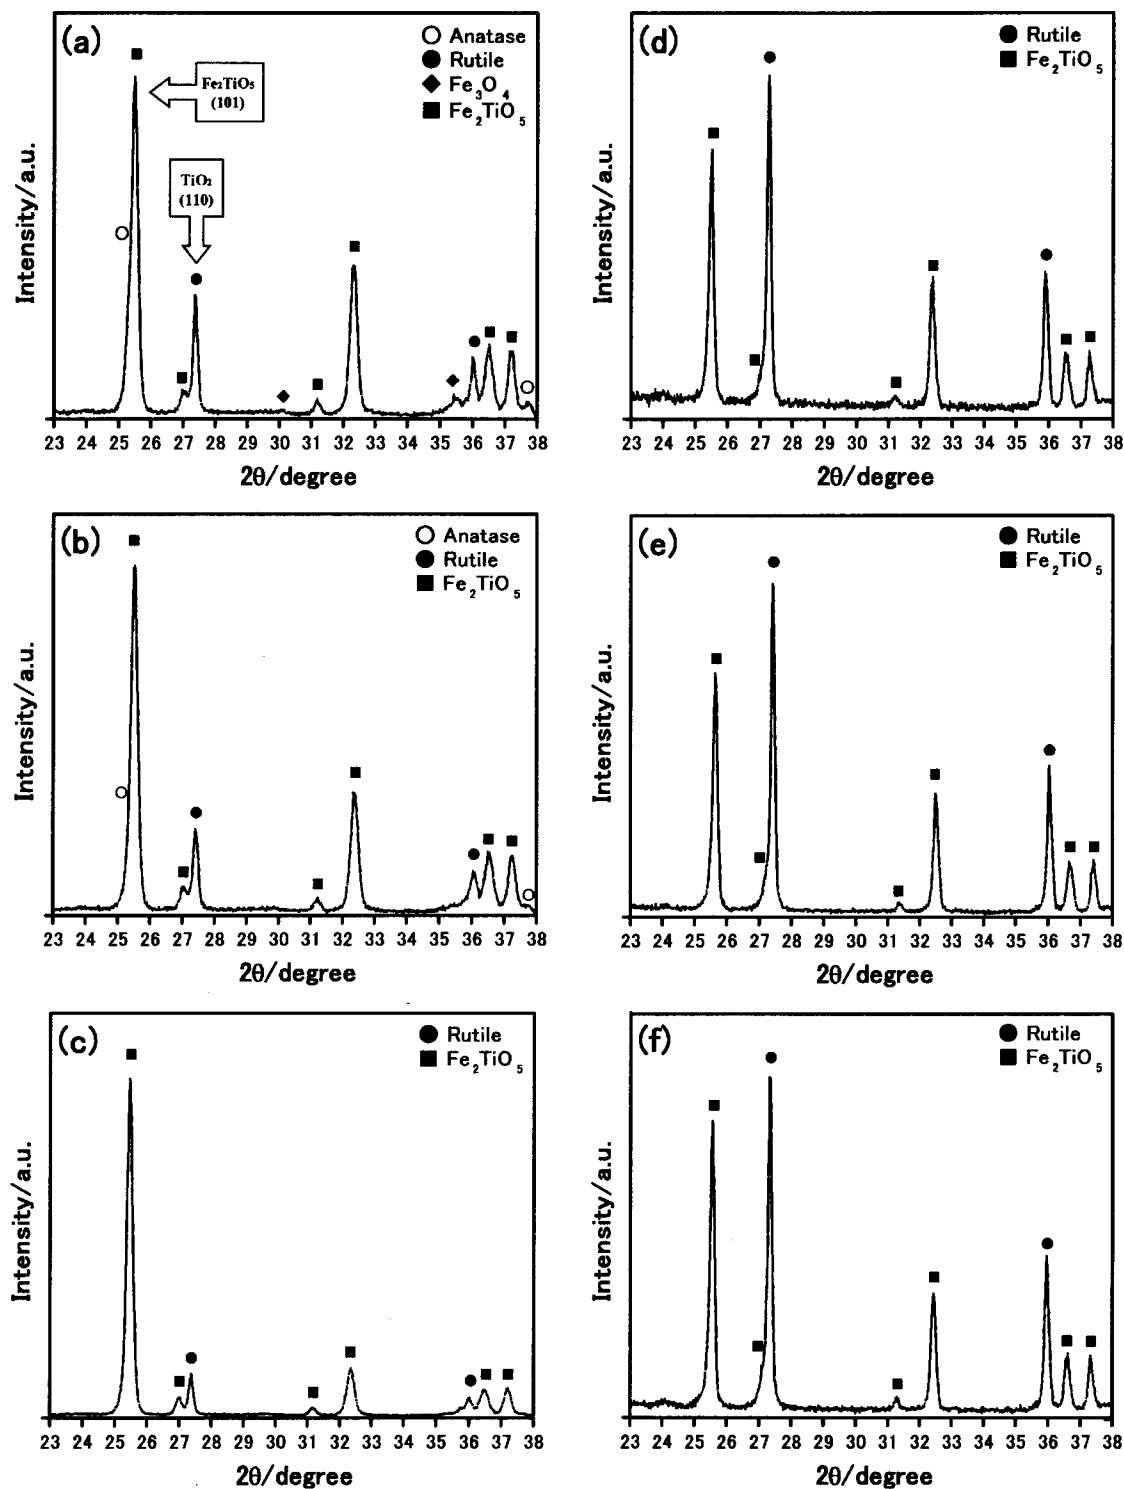 (a)
○ Anatase
● Rutile
◆ Fe₃O₄
■ Fe₂TiO₅
Fe₂TiO₅
(101)
TiO₂
(110)
Intensity/a.u.
23 24 25 26 27 28 29 30 31 32 33 34 35 36 37 38
2θ/degree
(d)
● Rutile
■ Fe₂TiO₅
Intensity/a.u.
23 24 25 26 27 28 29 30 31 32 33 34 35 36 37 38
2θ/degree
(b)
○ Anatase
● Rutile
■ Fe₂TiO₅
Intensity/a.u.
23 24 25 26 27 28 29 30 31 32 33 34 35 36 37 38
2θ/degree
(e)
● Rutile
■ Fe₂TiO₅
Intensity/a.u.
23 24 25 26 27 28 29 30 31 32 33 34 35 36 37 38
2θ/degree
(c)
● Rutile
■ Fe₂TiO₅
Intensity/a.u.
23 24 25 26 27 28 29 30 31 32 33 34 35 36 37 38
2θ/degree
(f)
● Rutile
■ Fe₂TiO₅
Intensity/a.u.
23 24 25 26 27 28 29 30 31 32 33 34 35 36 37 38
2θ/degree